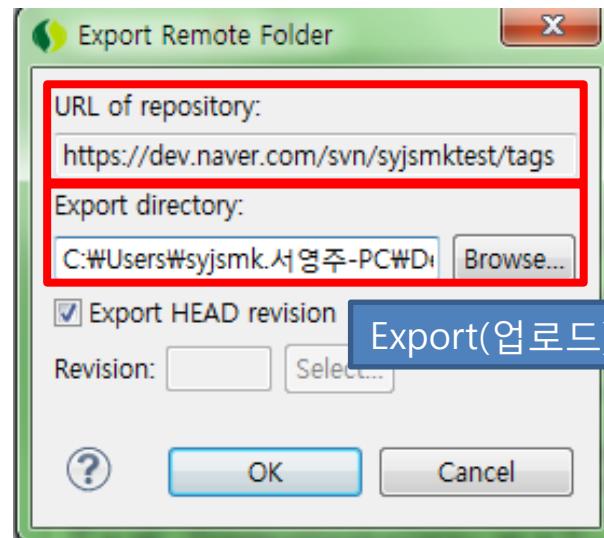 Export Remote Folder
URL of repository:
https://dev.naver.com/svn/syjsmktest/tags
Export directory:
C:₩Users₩syjsmk.서영주-PC₩De Browse...
Export HEAD revision
Export(업로드
Revision: Select...
? OK Cancel